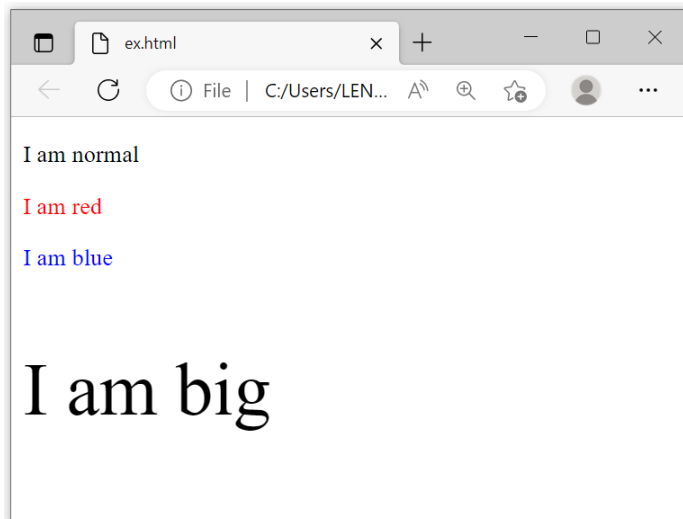 ex.html
File | C:/Users/LEN...
I am normal
I am red
I am blue
I am big